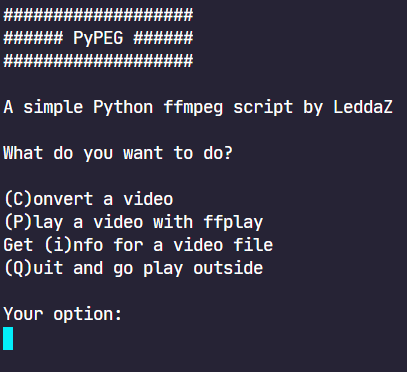 ###################
###### PyPEG ######
###################
A simple Python ffmpeg script by LeddaZ
What do you want to do?
(C)onvert a video
(P)lay a video with ffplay
Get (i)nfo for a video file
(Q)uit and go play outside
Your option: